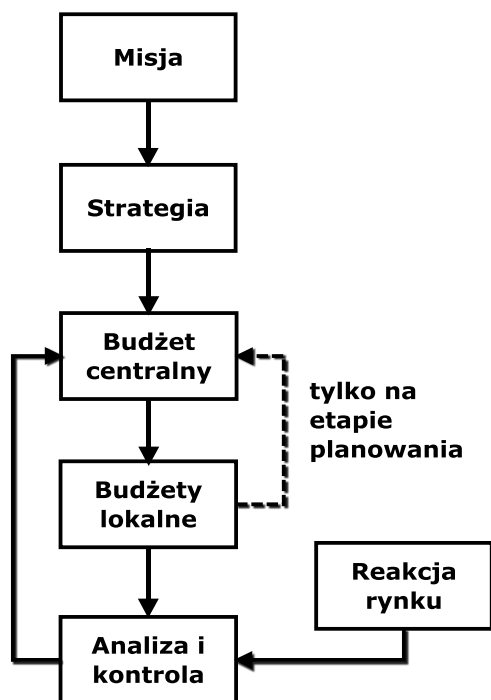 Misja
Strategia
Budżet
centralny
tylko na
etapie
planowania
Budżety
lokalne
Reakcja
rynku
Analiza i
kontrola